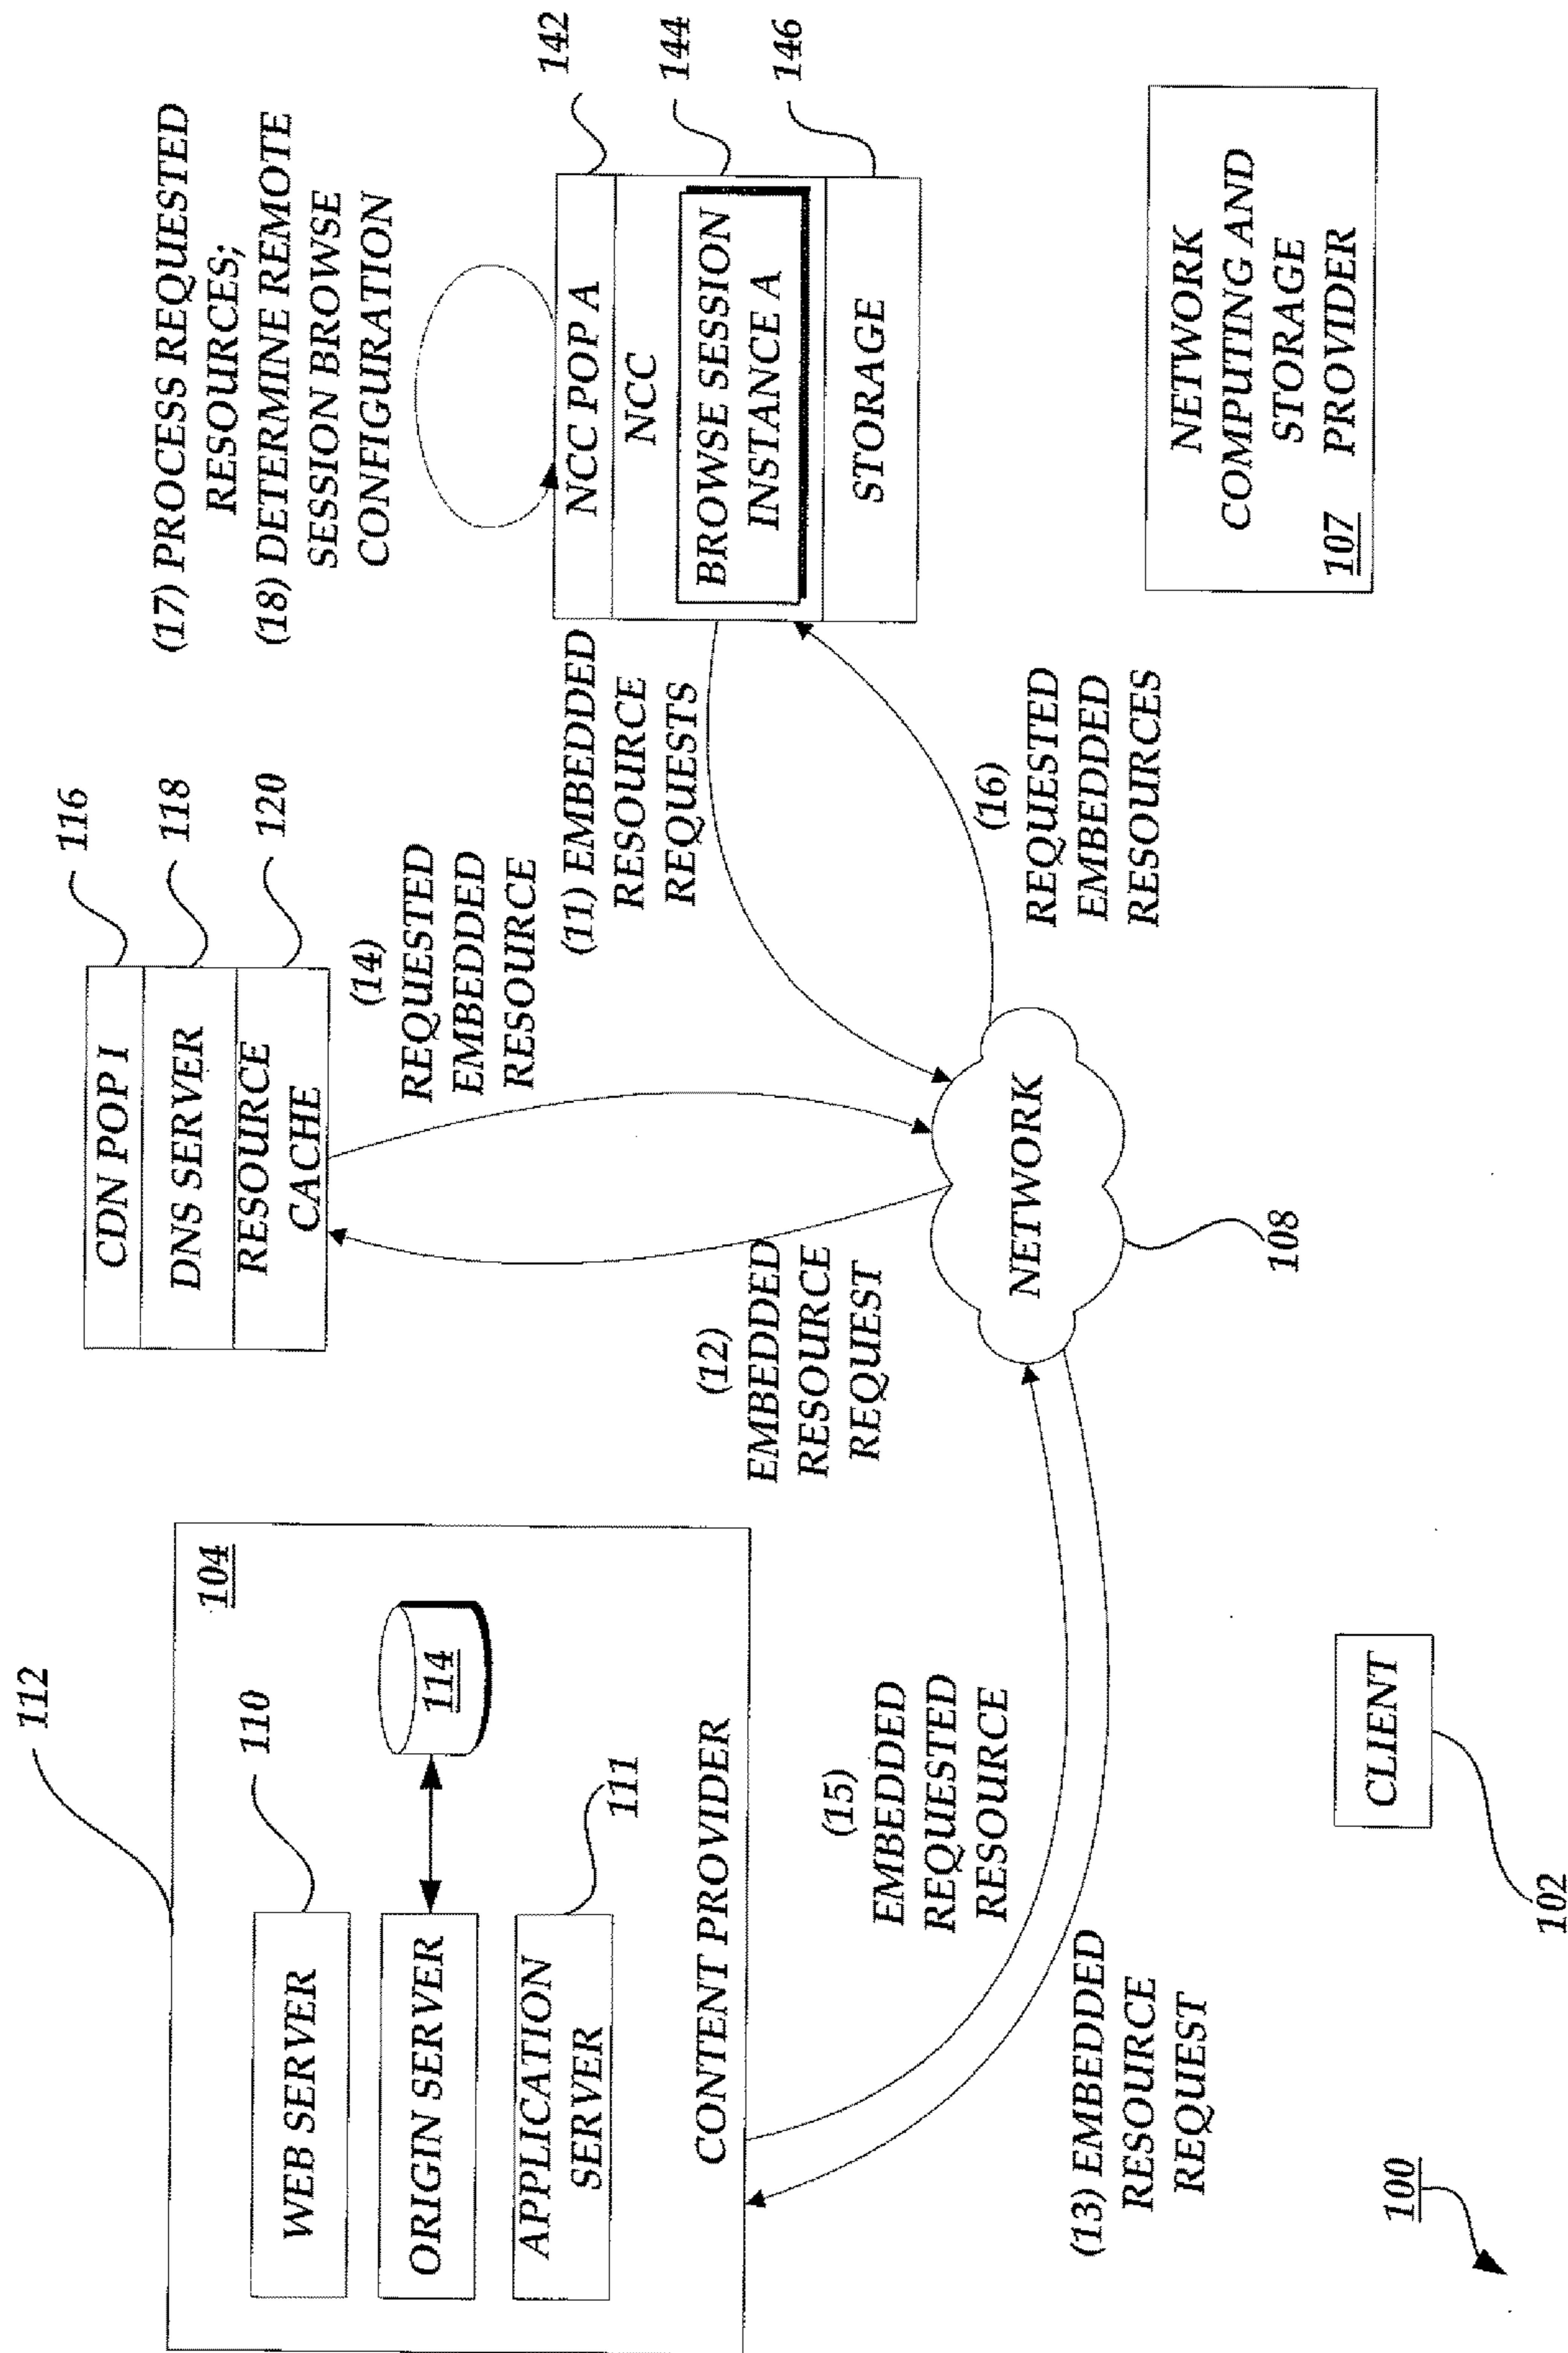 112
104
110
WEB SERVER
114
ORIGIN SERVER
111
APPLICATION
SERVER
CONTENT PROVIDER
116
118
120
CDN POP I
DNS SERVER
RESOURCE
CACHE
(17) PROCESS REQUESTED
RESOURCES;
(18) DETERMINE REMOTE
SESSION BROWSE
CONFIGURATION
142
144
146
NCC POP A
NCC
BROWSE SESSION
INSTANCE A
STORAGE
(14)
REQUESTED
EMBEDDED
RESOURCE
(11) EMBEDDED
RESOURCE
REQUESTS
(12)
EMBEDDED
RESOURCE
REQUEST
(16)
REQUESTED
EMBEDDED
RESOURCES
NETWORK
108
(15)
EMBEDDED
REQUESTED
RESOURCE
(13) EMBEDDED
RESOURCE
REQUEST
NETWORK
COMPUTING AND
STORAGE
107 PROVIDER
CLIENT
102
100